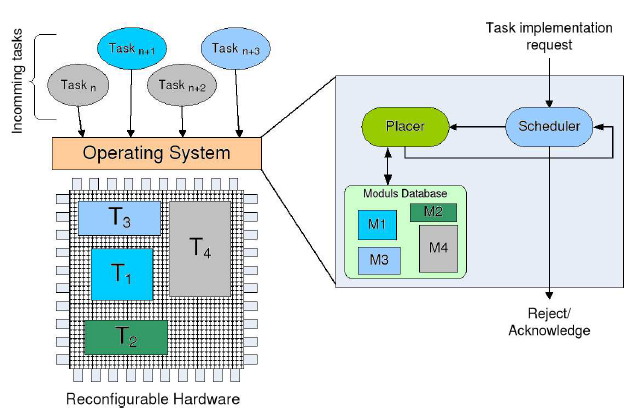 Incomming tasks
Task n
Task n+1
Task n+2
Task n+3
Operating System
T3
T4
T1
T2
Reconfigurable Hardware
Task implementation
request
Placer
Scheduler
Moduls Database
M1
M2
M3
M4
Reject/
Acknowledge